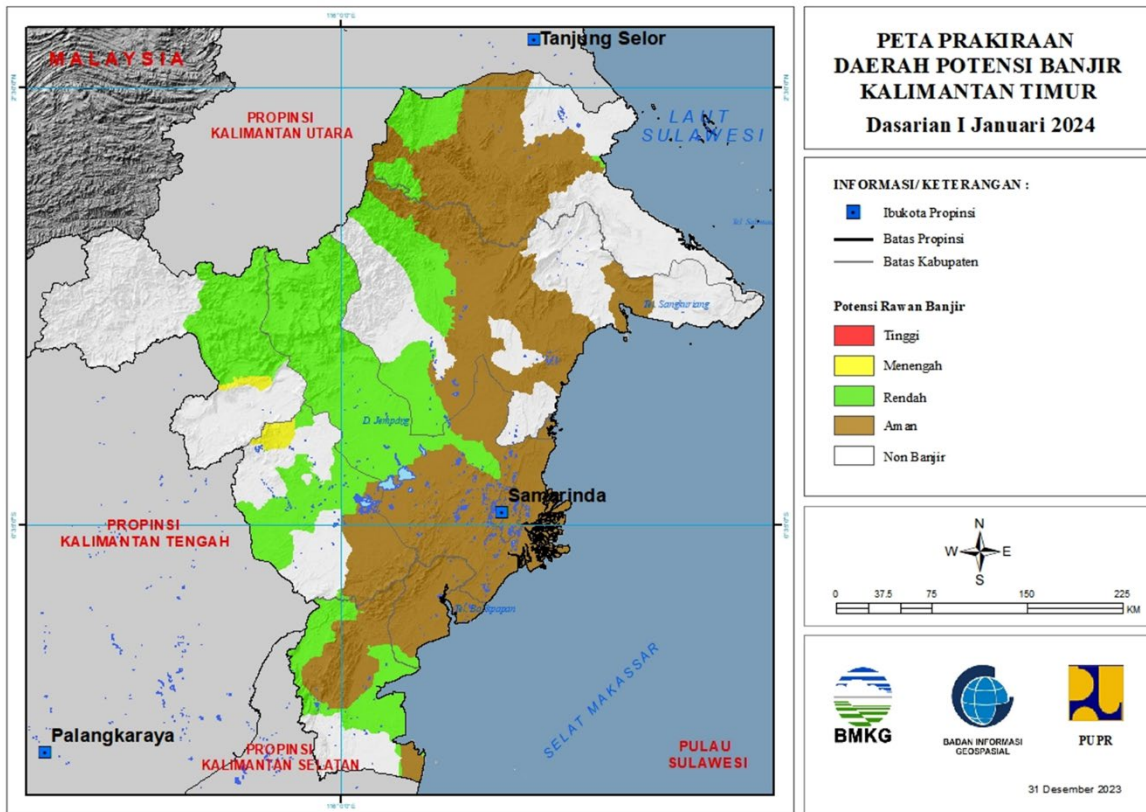 MALAYSIA
Tanjung Selor
PROPINSI
KALIMANTAN UTARA
LAUT
SULAWESI
D. Jempang
Samarinda
PROPINSI
KALIMANTAN TENGAH
SELAT MAKASSAR
Palangkaraya
PROPINSI
KALIMANTAN SELATAN
PULAU
SULAWESI
PETA PRAKIRAAN
DAERAH POTENSI BANJIR
KALIMANTAN TIMUR
Dasarian I Januari 2024
INFORMASI/KETERANGAN :
Ibukota Propinsi
Batas Propinsi
Batas Kabupaten
Potensi Rawan Banjir
Tinggi
Menengah
Rendah
Aman
Non Banjir
N
W E
S
0 37.5 75 150 225
KM
BMKG
BADAN INFORMASI
GEOSPASIAL
PUPR
31 Desember 2023